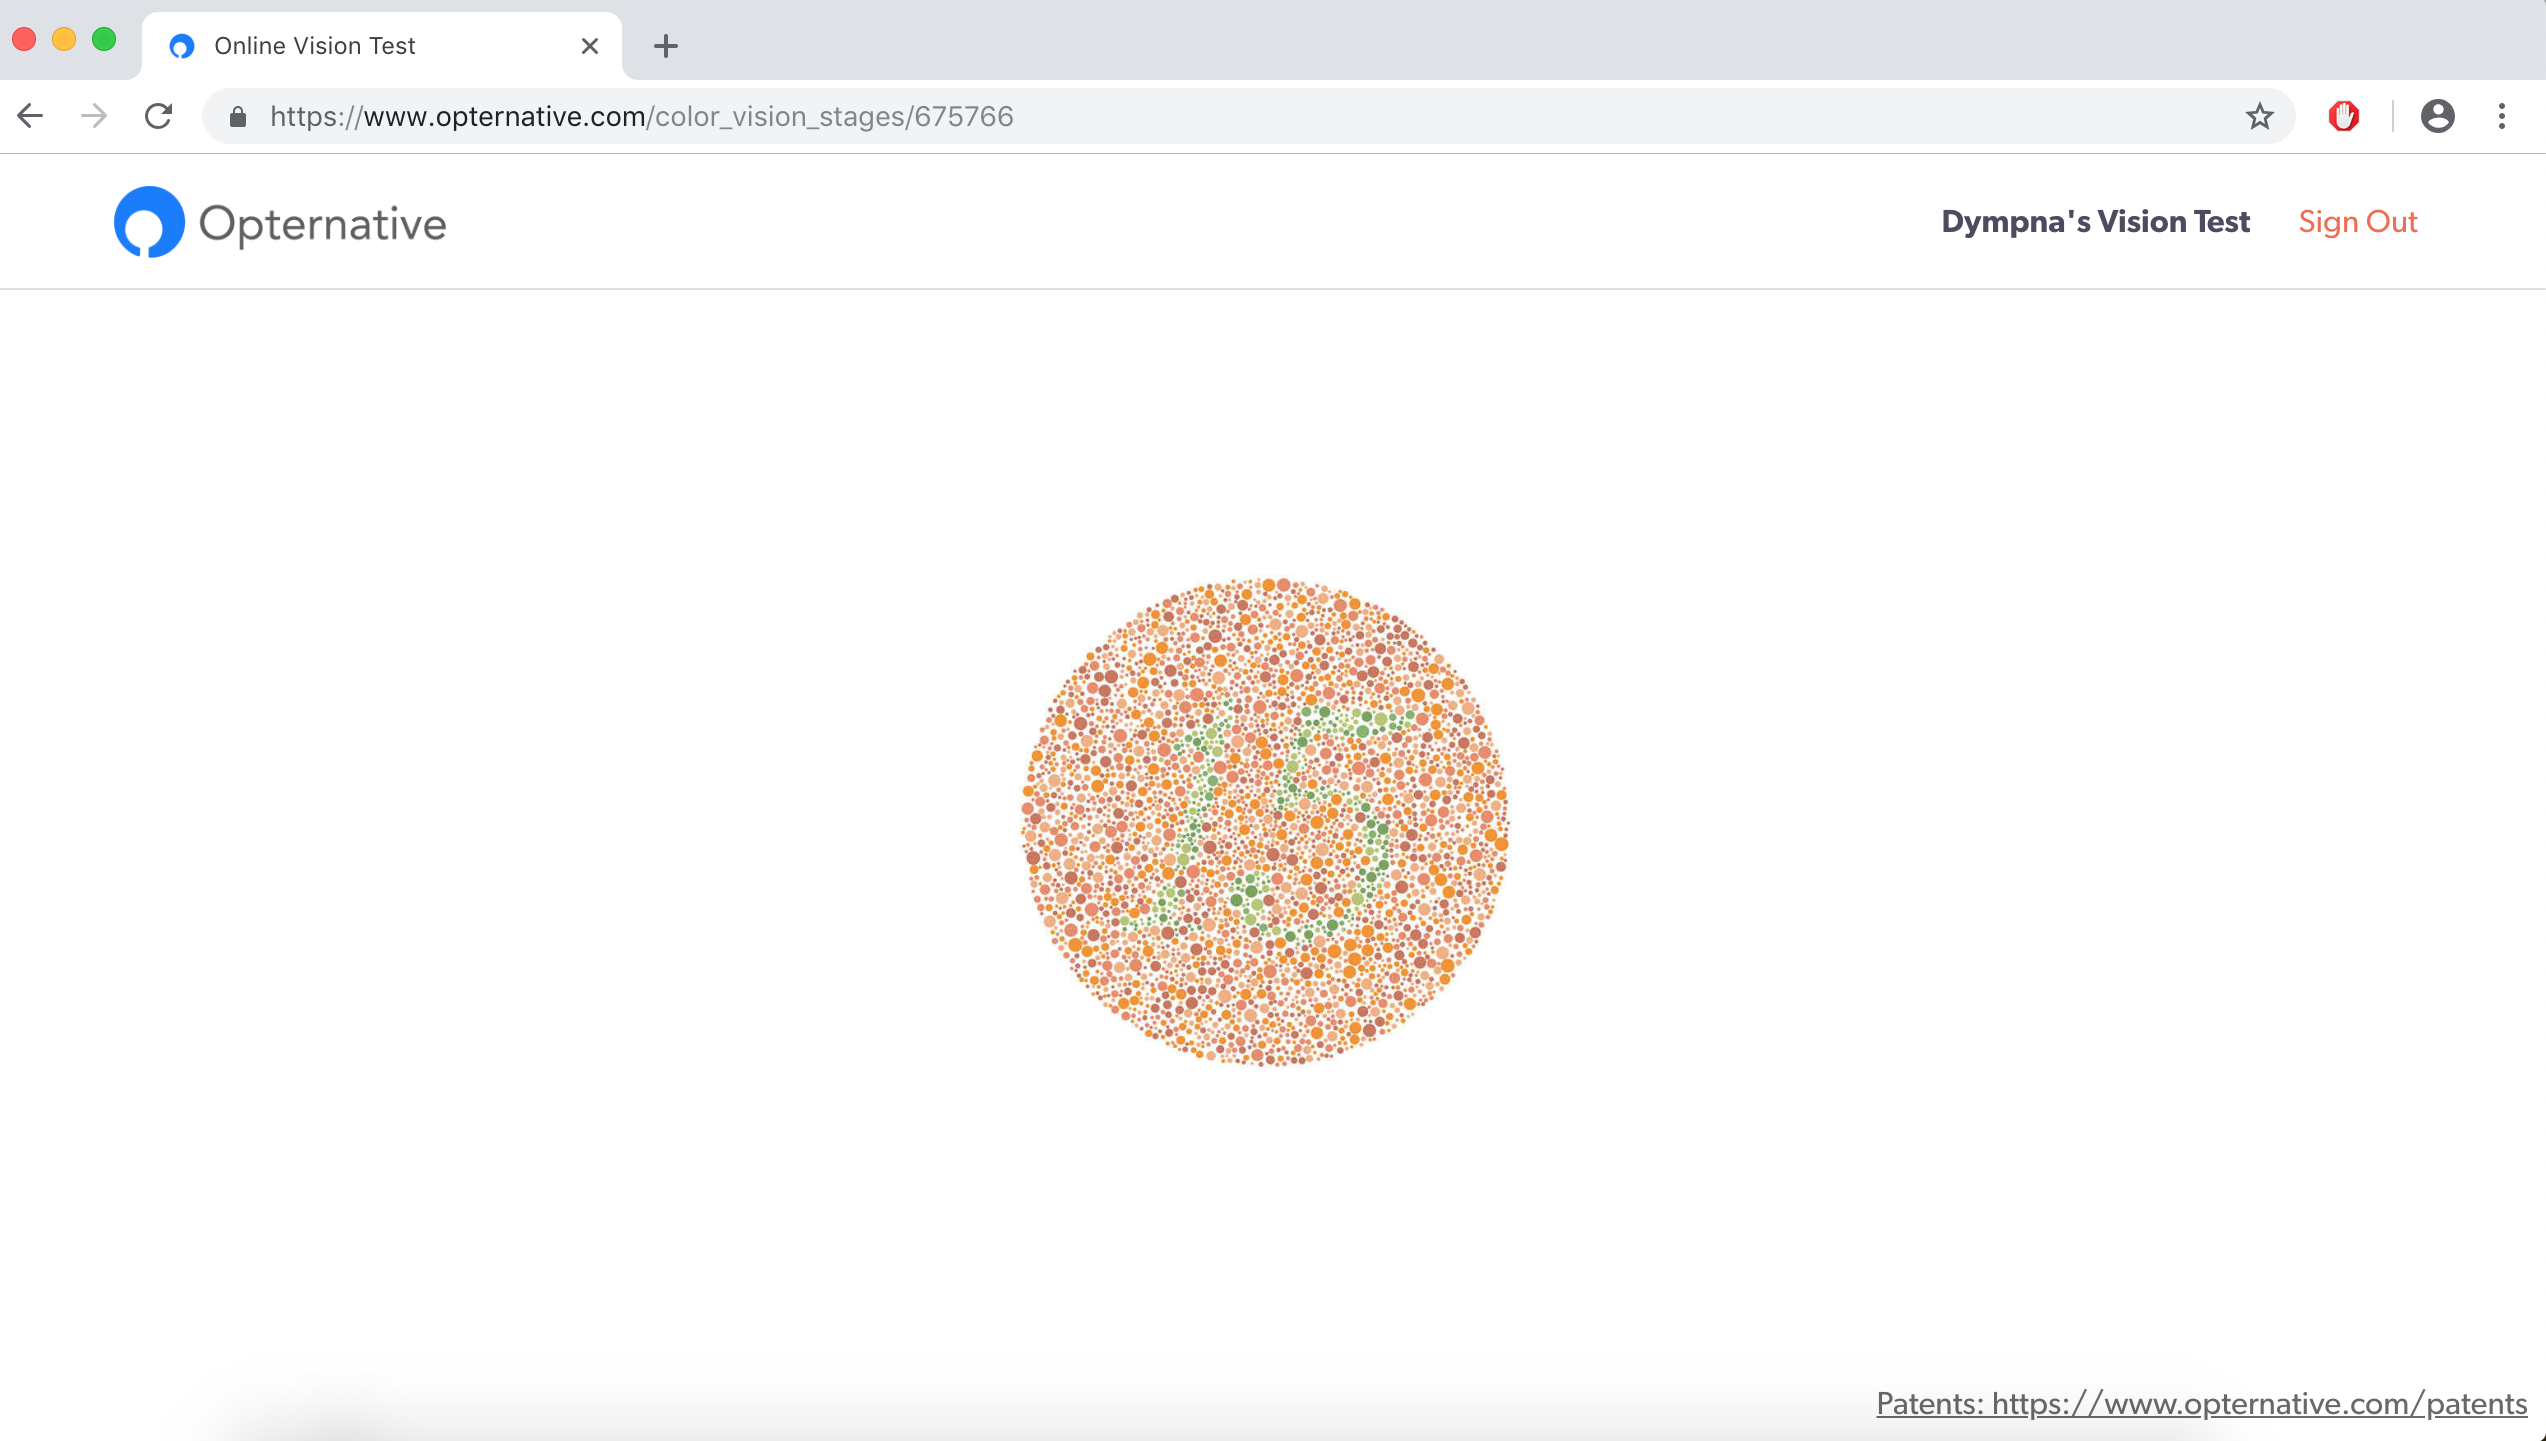 Online Vision Test
https://www.opternative.com/color_vision_stages/675766
Opternative
Dympna's Vision Test
Sign Out
15
Patents: https://www.opternative.com/patents